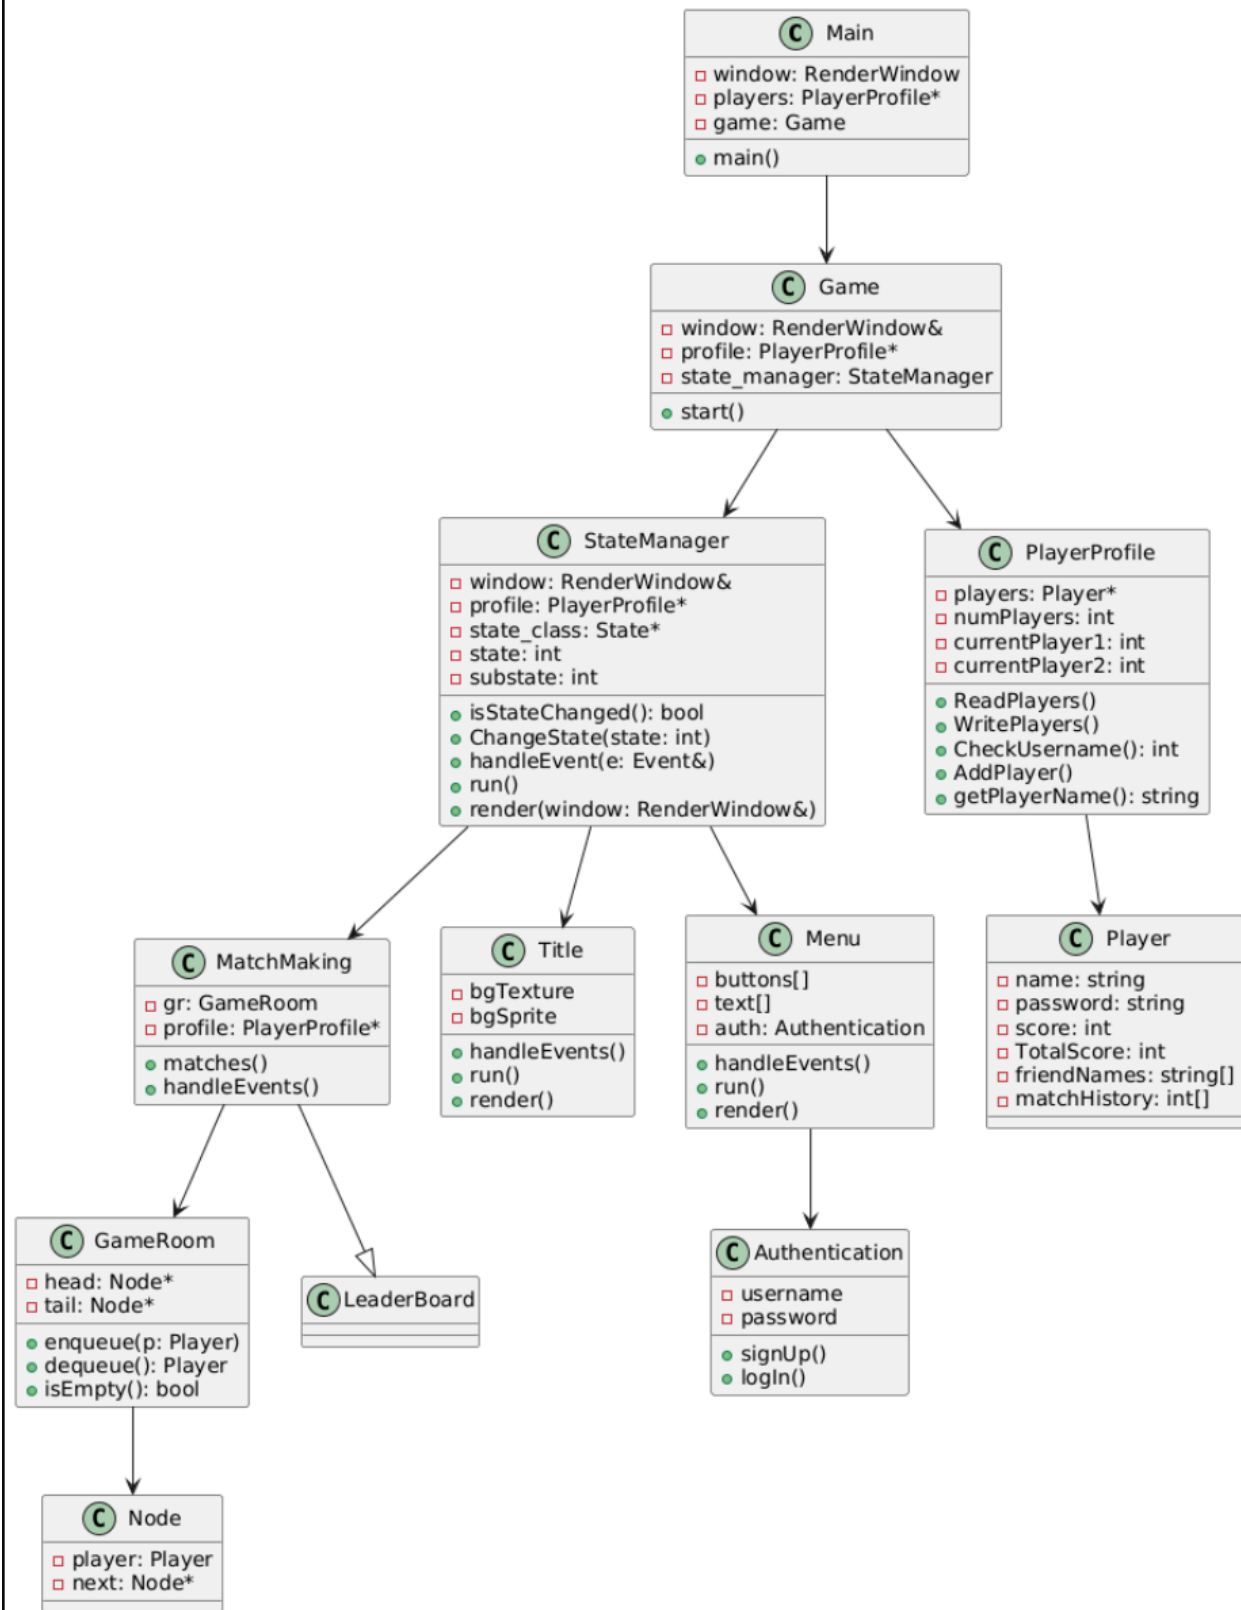 C Main
window: RenderWindow
players: PlayerProfile*
game: Game
main()
C Game
window: RenderWindow&
profile: PlayerProfile*
state_manager: StateManager
start()
C StateManager
window: RenderWindow&
profile: PlayerProfile*
state_class: State*
state: int
substate: int
isStateChanged(): bool
ChangeState(state: int)
handleEvent(e: Event&)
run()
render(window: RenderWindow&)
C PlayerProfile
players: Player*
numPlayers: int
currentPlayer1: int
currentPlayer2: int
ReadPlayers()
WritePlayers()
CheckUsername(): int
AddPlayer()
getPlayerName(): string
C MatchMaking
gr: GameRoom
profile: PlayerProfile*
matches()
handleEvents()
C Title
bgTexture
bgSprite
handleEvents()
run()
render()
C Menu
buttons[]
text[]
auth: Authentication
handleEvents()
run()
render()
C Player
name: string
password: string
score: int
TotalScore: int
friendNames: string[]
matchHistory: int[]
C GameRoom
head: Node*
tail: Node*
enqueue(p: Player)
dequeue(): Player
isEmpty(): bool
C LeaderBoard
C Authentication
username
password
signUp()
logIn()
C Node
player: Player
next: Node*